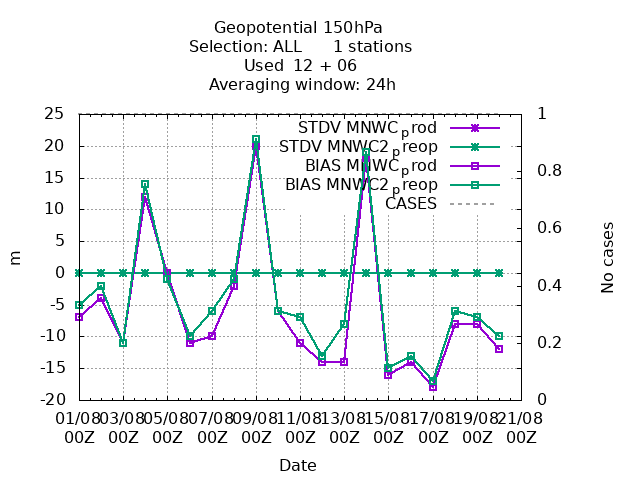 Geopotential 150hPa
Selection: ALL 1 stations
Used 12 + 06
Averaging window: 24h
STDV MNWC_prod
STDV MNWC2_preop
BIAS MNWC_prod
BIAS MNWC2_preop
CASES
25
20
15
10
5
0
-5
-10
-15
-20
m
1
0.8
0.6
0.4
0.2
0
No cases
01/08 03/08 05/08 07/08 09/08 11/08 13/08 15/08 17/08 19/08 21/08
00Z 00Z 00Z 00Z 00Z 00Z 00Z 00Z 00Z 00Z 00Z
Date